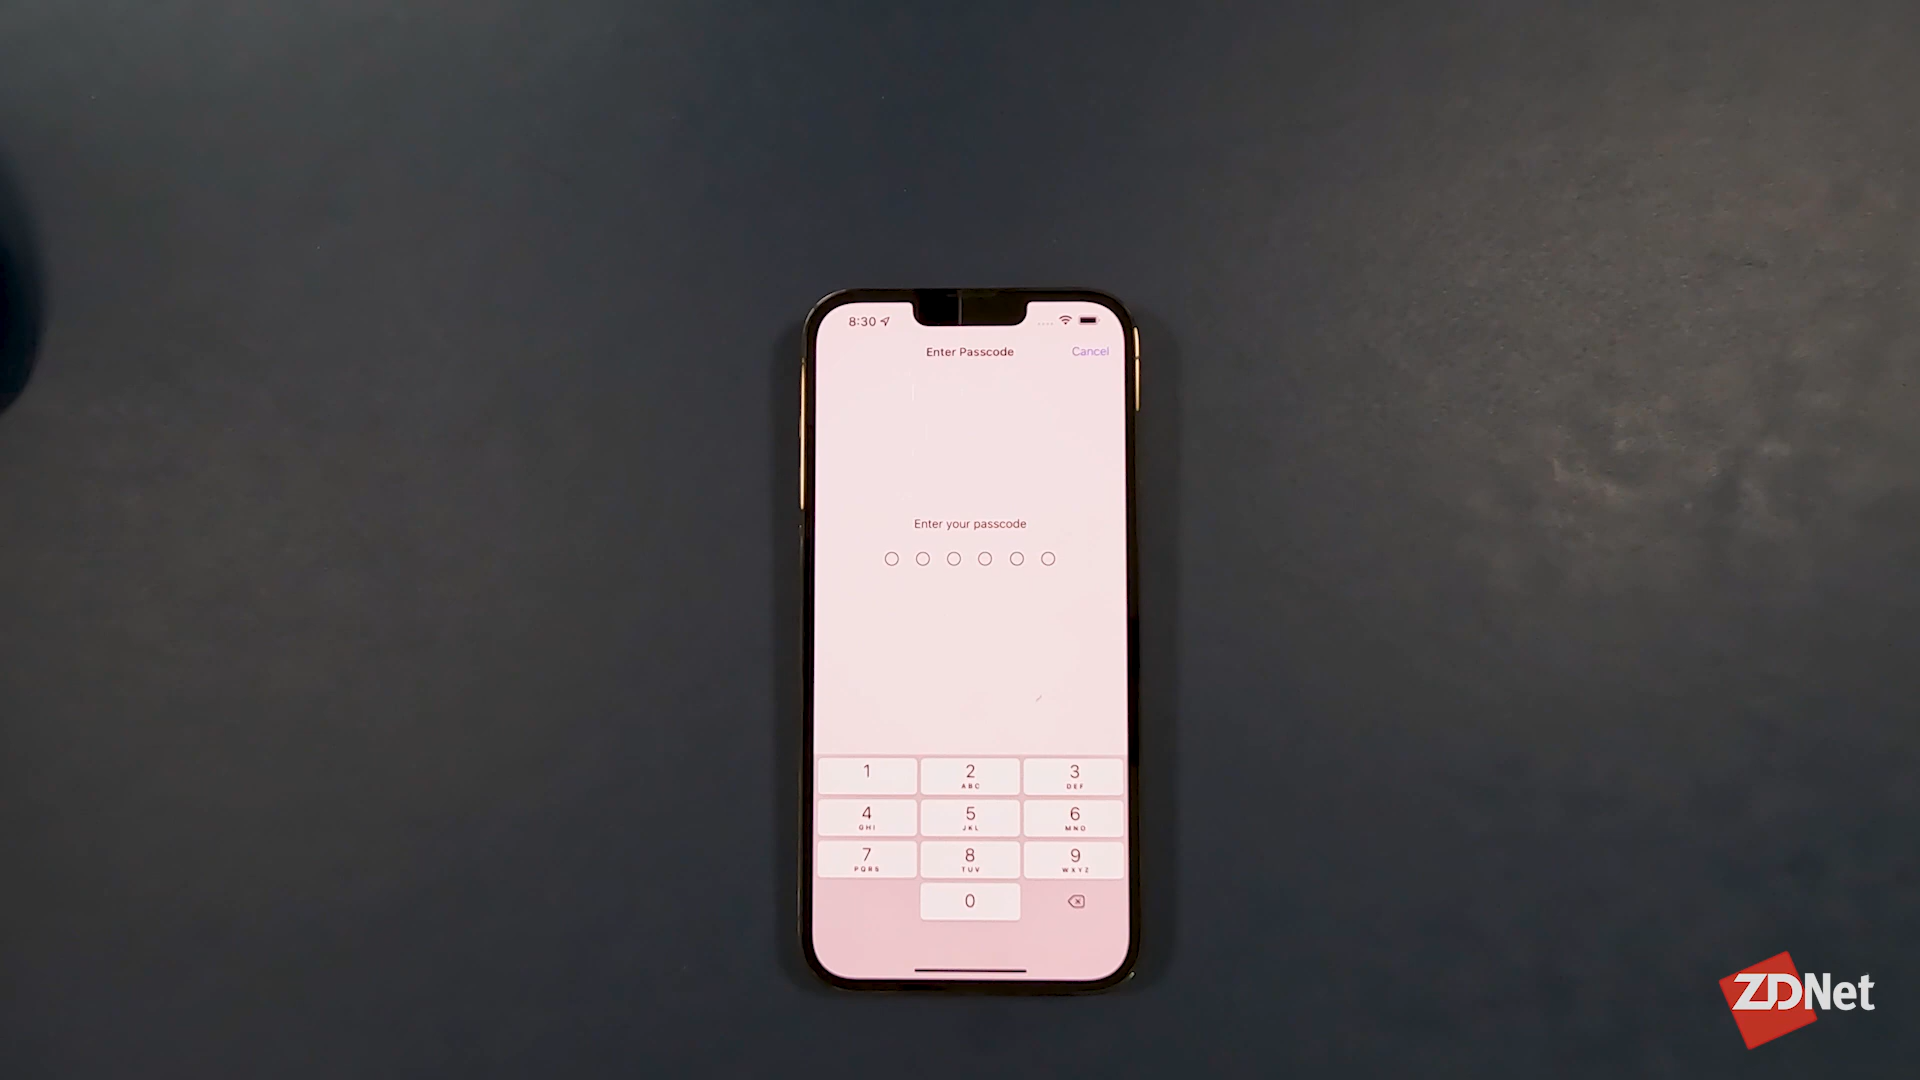 8:30
Enter Passcode Cancel
Enter your passcode
1 2 3
ABC DEF
4 5 6
GHI JKL MNO
7 8 9
PQRS TUV WXYZ
0
ZDNet